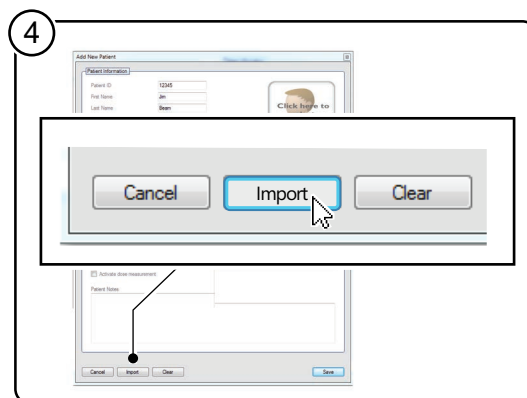 4
Add New Patient
Patient Information
Patient ID 12345
First Name Jim
Last Name Beam
Click here to
Cancel Import Clear
Activate dose measurement
Patient Notes
Cancel Import Clear Save